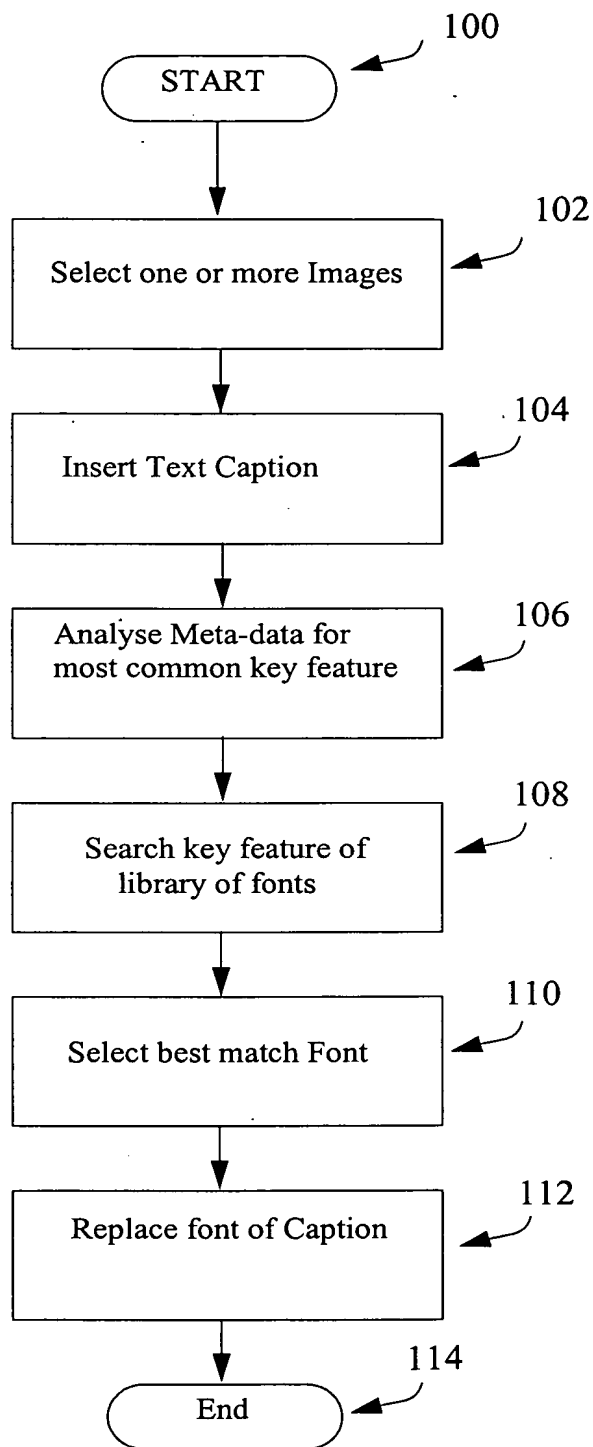 100
START
102
Select one or more Images
104
Insert Text Caption
106
Analyse Meta-data for
most common key feature
108
Search key feature of
library of fonts
110
Select best match Font
112
Replace font of Caption
114
End